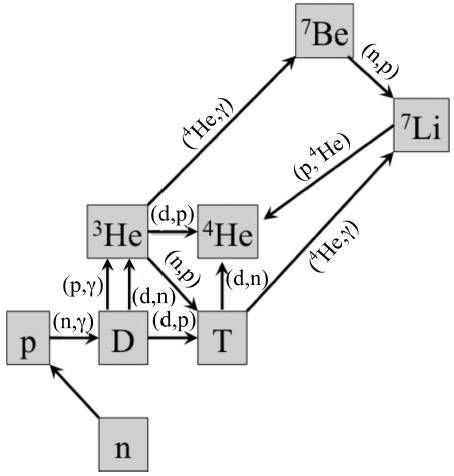 ⁷Be
(n,p)
⁷Li
(⁴He,γ)
(p,⁴He)
³He
(d,p)
⁴He
(n,p)
(⁴He,γ)
(p,γ)
(d,n)
(d,n)
p
(n,γ)
D
(d,p)
T
n